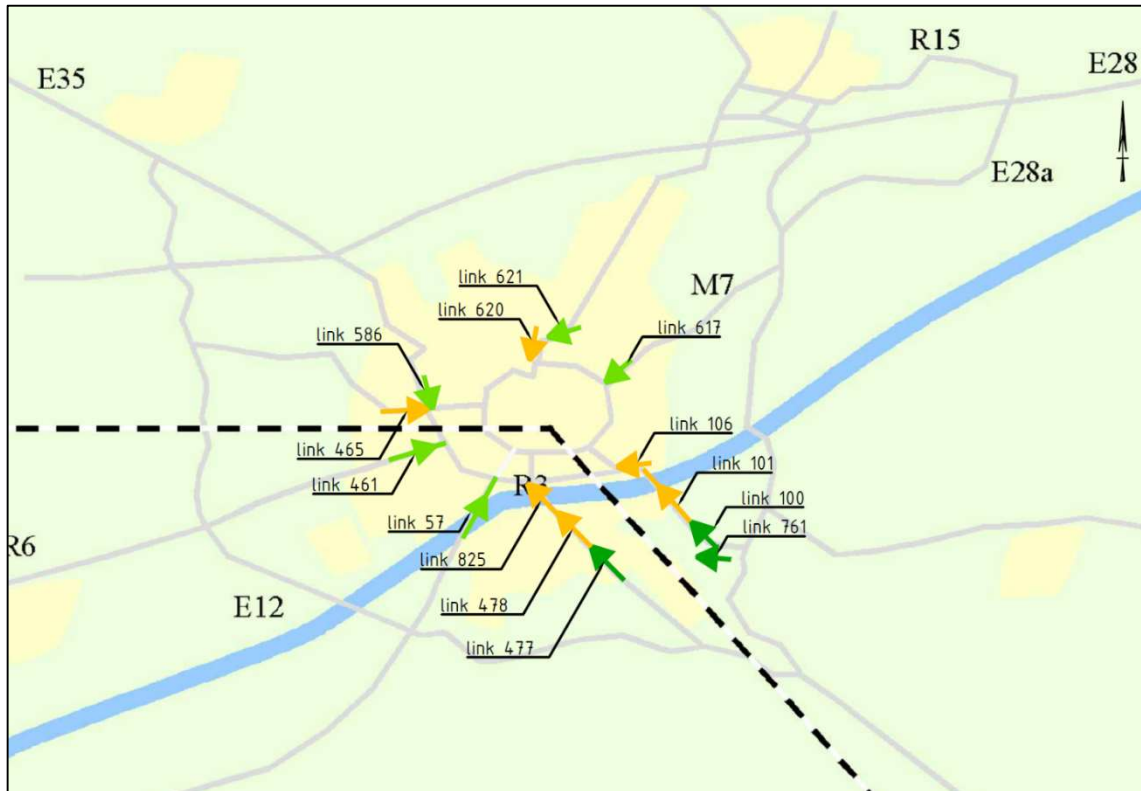 R15
E35
E28
E28a
link 621
M7
link 620
link 586
link 617
link 106
link 465
link 101
link 461
R3
link 100
link 57
link 761
R6
link 825
link 478
E12
link 477